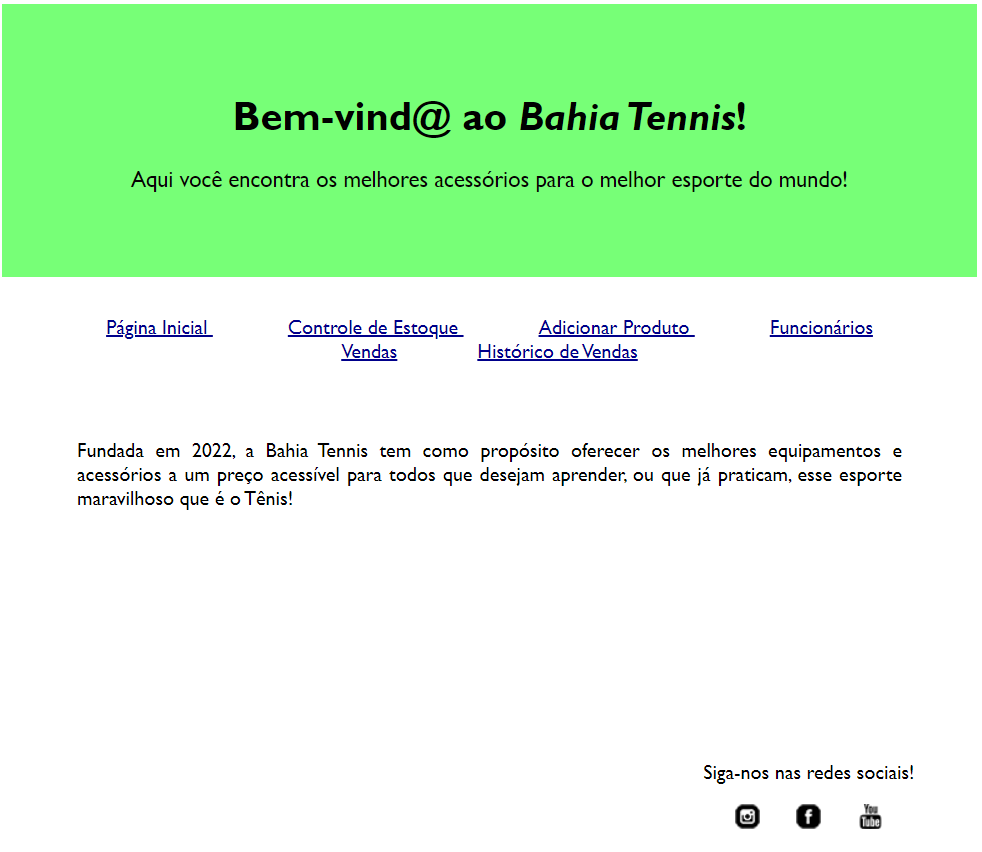 Bem-vind@ ao Bahia Tennis!
Aqui você encontra os melhores acessórios para o melhor esporte do mundo!
Página Inicial Controle de Estoque Adicionar Produto Funcionários
Vendas Histórico de Vendas
Fundada em 2022, a Bahia Tennis tem como propósito oferecer os melhores equipamentos e
acessórios a um preço acessível para todos que desejam aprender, ou que já praticam, esse esporte
maravilhoso que é o Tênis!
Siga-nos nas redes sociais!
You
Tube